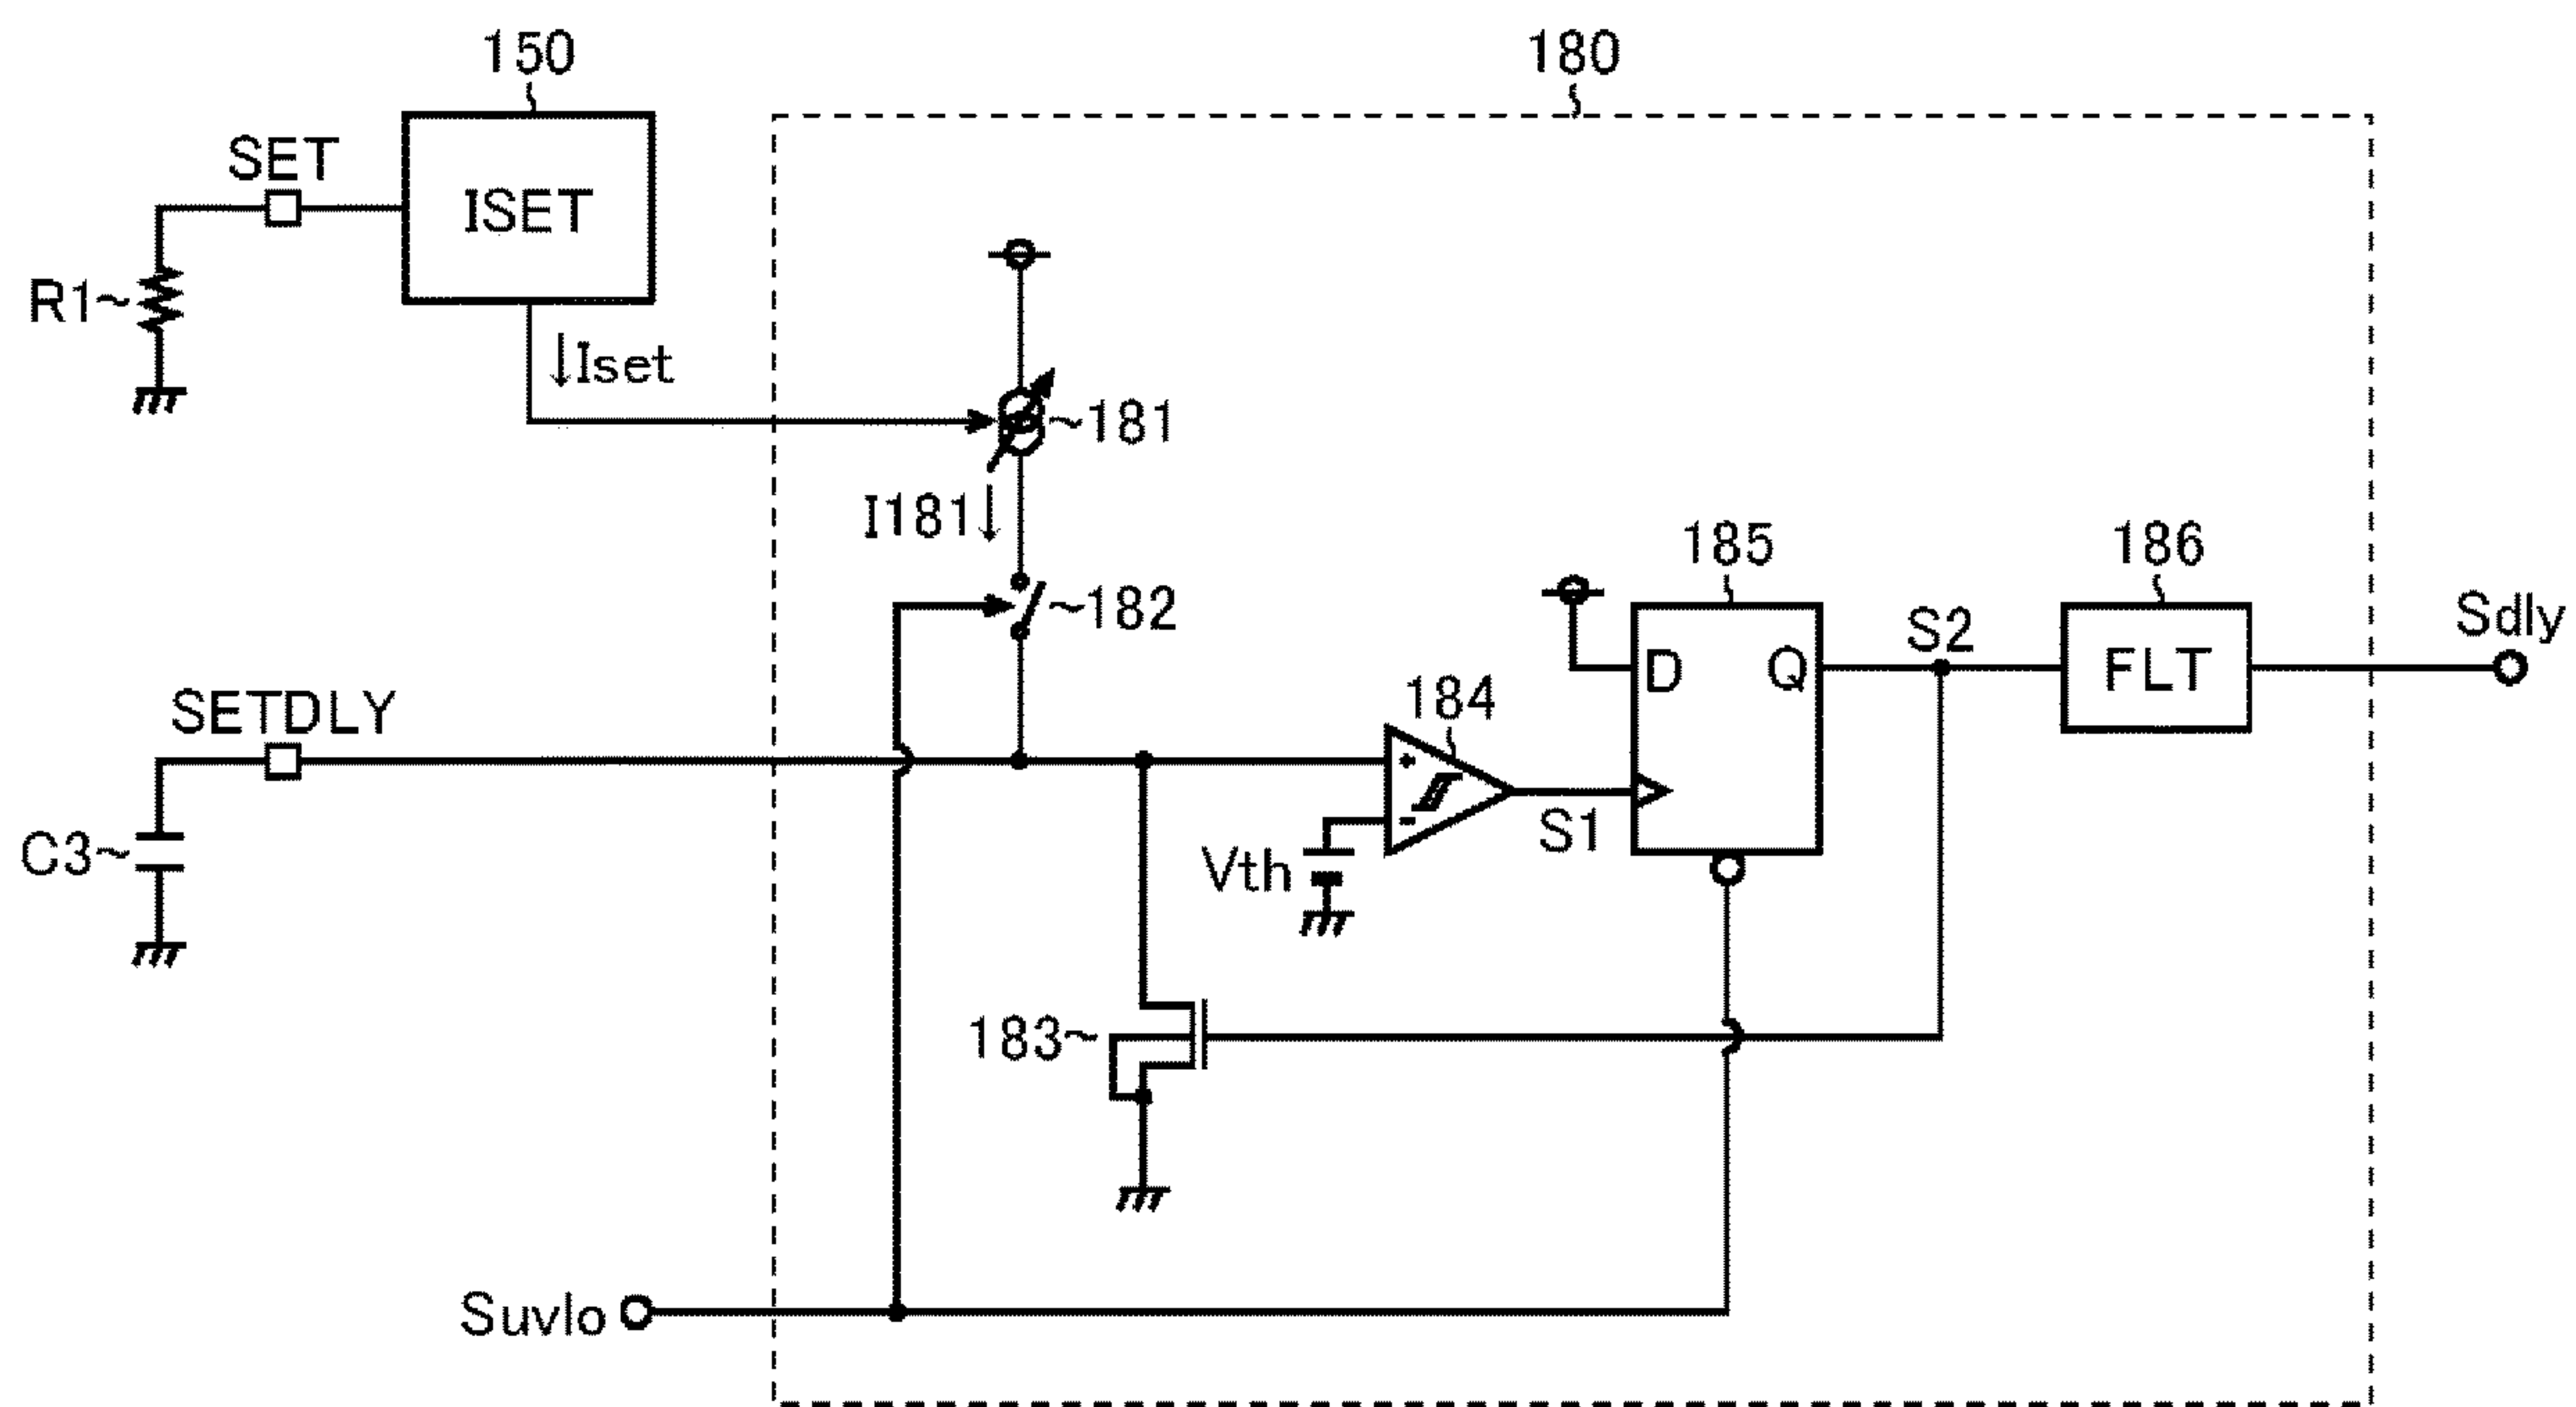 150
180
SET
ISET
R1~
↓Iset
~181
I181↓
~182
185
186
Sdly
S2
D
Q
FLT
SETDLY
184
+
-
S1
C3~
Vth
183~
Suvlo